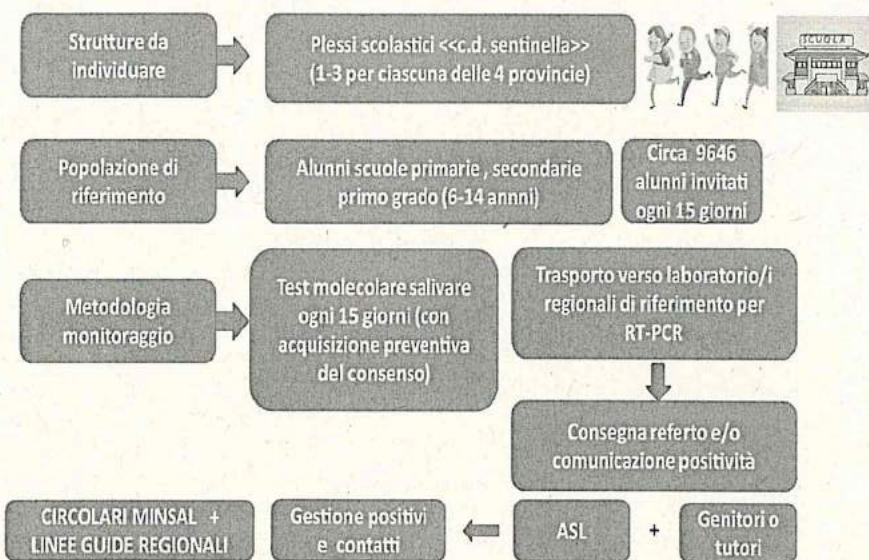 Strutture da
individuare
Plessi scolastici <<c.d. sentinella>>
(1-3 per ciascuna delle 4 provincie)
SCUOLA
Popolazione di
riferimento
Alunni scuole primarie , secondarie
primo grado (6-14 annni)
Circa 9646
alunni invitati
ogni 15 giorni
Metodologia
monitoraggio
Test molecolare salivare
ogni 15 giorni (con
acquisizione preventiva
del consenso)
Trasporto verso laboratorio/i
regionali di riferimento per
RT-PCR
Consegna referto e/o
comunicazione positività
CIRCOLARI MINSAL +
LINEE GUIDE REGIONALI
Gestione positivi
e contatti
ASL
+
Genitori o
tutori